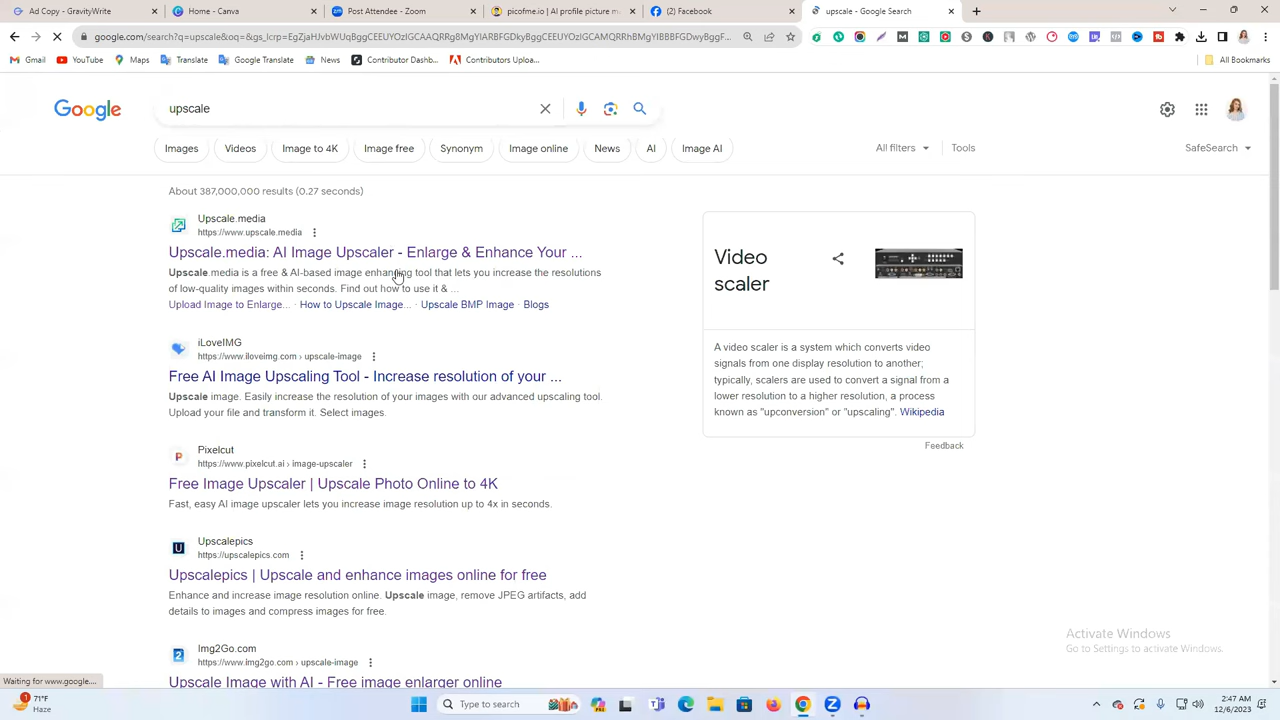 Ad Copy - GravityWrite
Home - Canva
Post Attendee - Zoom
picofme.io | AI profile picture m
(2) Facebook
upscale - Google Search
google.com/search?q=upscale&oq=&gs_lcrp=EgZjaHJvbWUqBggCEEUYOzIGCAAQRRg8MgYIARBFGDkyBggCEEUYOzIGCAMQRRg7MgYIBBBFGDwyBggFEEUYPDIGCAYQRRg7MgYIBxBFGDwyBgg...
Gmail
YouTube
Maps
Translate
Google Translate
News
Contributor Dashb...
Contributors Uploa...
All Bookmarks
Google
upscale
Images
Videos
Image to 4K
Image free
Synonym
Image online
News
AI
Image AI
All filters
Tools
SafeSearch
About 387,000,000 results (0.27 seconds)
Upscale.media
https://www.upscale.media
Upscale.media: AI Image Upscaler - Enlarge & Enhance Your ...
Upscale media is a free & AI-based image enhancing tool that lets you increase the resolutions
of low-quality images within seconds. Find out how to use it & ...
Upload Image to Enlarge... · How to Upscale Image... · Upscale BMP Image · Blogs
iLoveIMG
https://www.iloveimg.com › upscale-image
Free AI Image Upscaling Tool - Increase resolution of your ...
Upscale image. Easily increase the resolution of your images with our advanced upscaling tool.
Upload your file and transform it. Select images.
Pixelcut
https://www.pixelcut.ai › image-upscaler
Free Image Upscaler | Upscale Photo Online to 4K
Fast, easy AI image upscaler lets you increase image resolution up to 4x in seconds.
Upscalepics
https://upscalepics.com
Upscalepics | Upscale and enhance images online for free
Enhance and increase image resolution online. Upscale image, remove JPEG artifacts, add
details to images and compress images for free.
Img2Go.com
https://www.img2go.com › upscale-image
Upscale Image with AI - Free image enlarger online
Video
scaler
A video scaler is a system which converts video
signals from one display resolution to another;
typically, scalers are used to convert a signal from a
lower resolution to a higher resolution, a process
known as "upconversion" or "upscaling". Wikipedia
Feedback
Activate Windows
Go to Settings to activate Windows.
Waiting for www.google....
71°F
Haze
Type to search
2:47 AM
12/6/2023